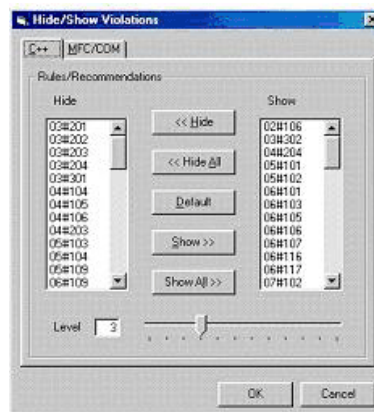 Hide/Show Violations
C++ MFC/COM
Rules/Recommendations
Hide
03#201
03#202
03#203
03#204
03#301
04#104
04#105
04#106
04#203
05#103
05#104
05#109
06#109
<< Hide
<< Hide All
Default
Show >>
Show All >>
Show
02#106
03#302
04#204
05#101
05#102
06#101
06#103
06#105
06#106
06#107
06#116
06#117
07#102
Level 3
OK Cancel